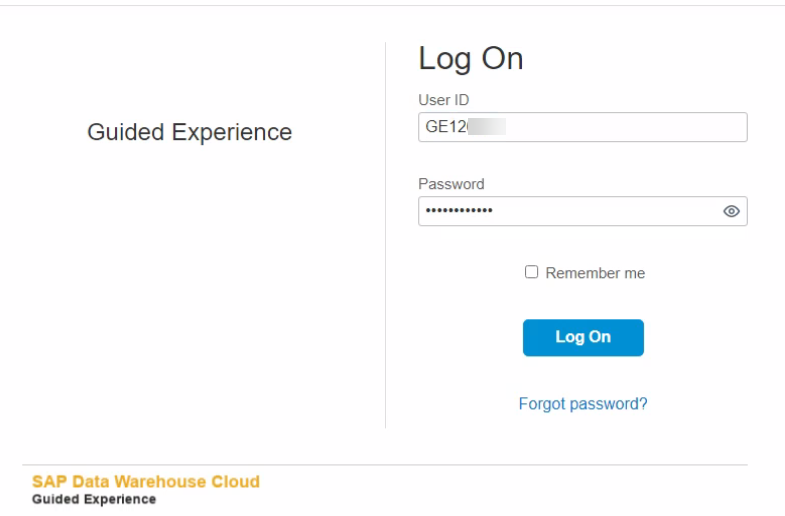 Log On
User ID
GE12
Guided Experience
Password
••••••••••••
Remember me
Log On
Forgot password?
SAP Data Warehouse Cloud
Guided Experience